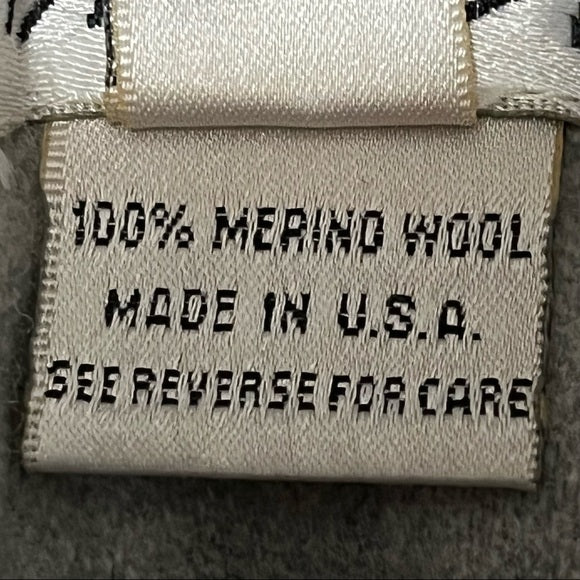 100% MERINO WOOL
MADE IN U.S.A.
SEE REVERSE FOR CARE